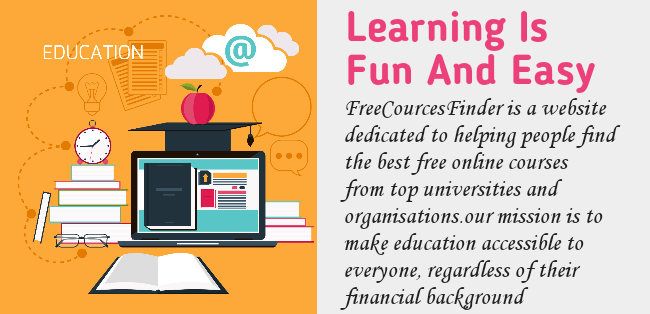 EDUCATION
@
Learning Is
Fun And Easy
FreeCourcesFinder is a website
dedicated to helping people find
the best free online courses
from top universities and
organisations.our mission is to
make education accessible to
everyone, regardless of their
financial background